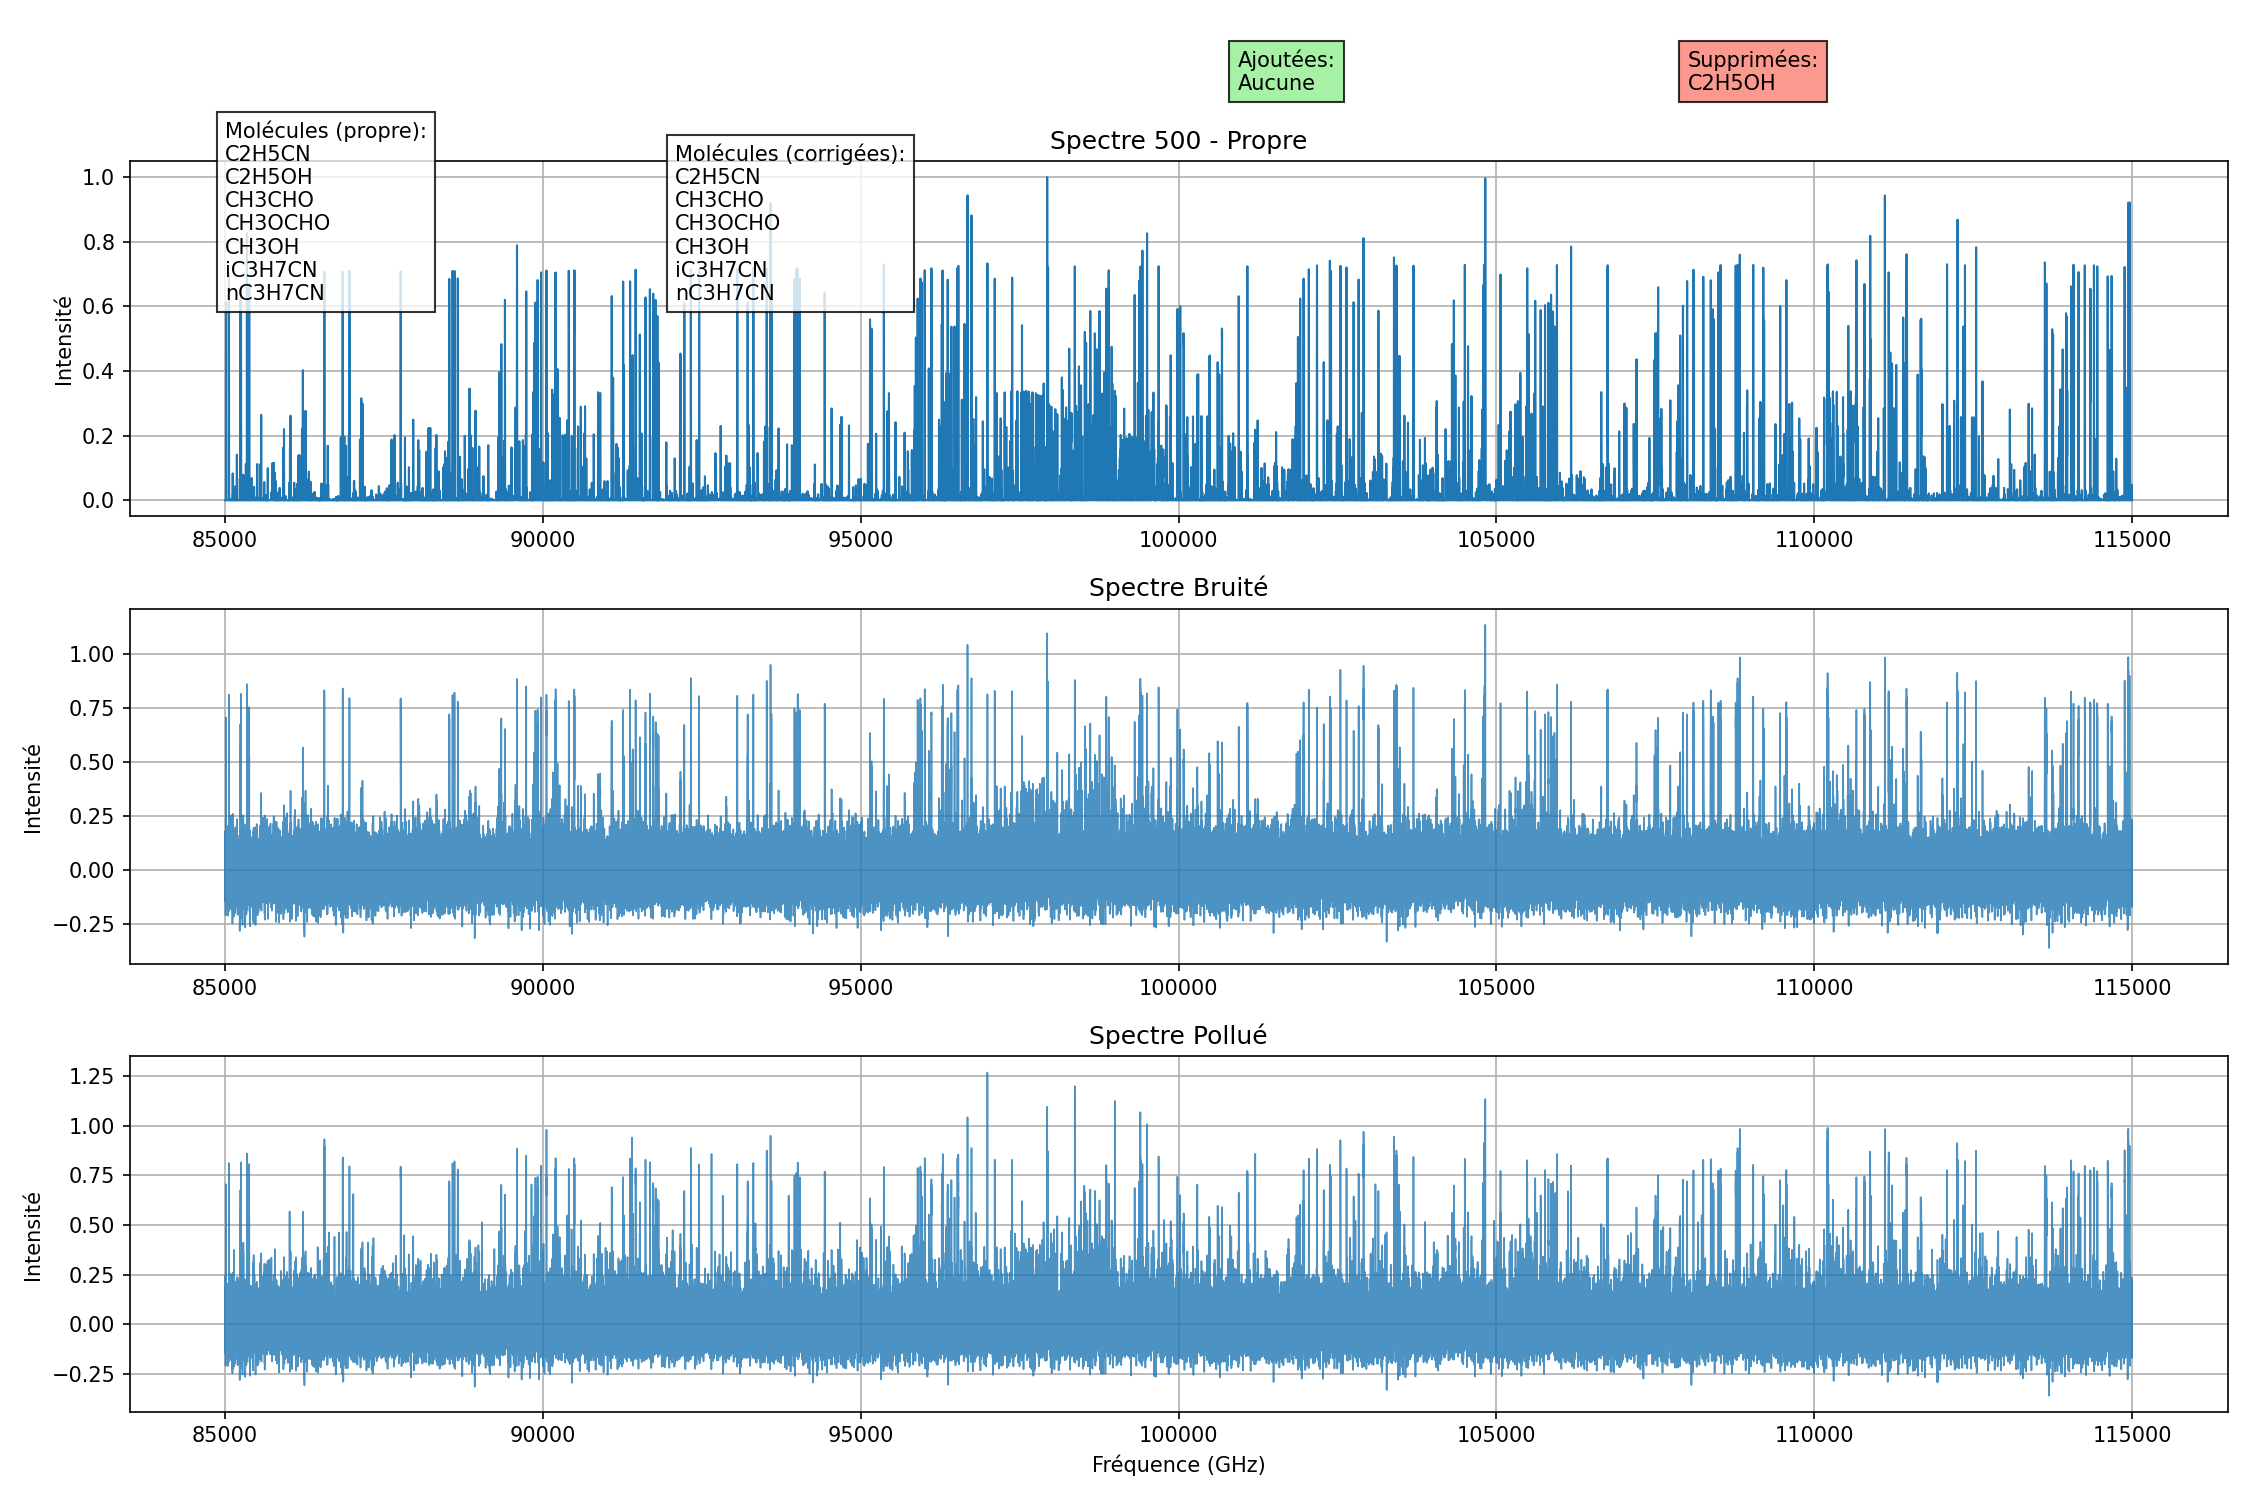 Ajoutées:
Aucune
Supprimées:
C2H5OH
Molécules (propre):
C2H5CN
C2H5OH
CH3CHO
CH3OCHO
CH3OH
iC3H7CN
nC3H7CN
Molécules (corrigées):
C2H5CN
CH3CHO
CH3OCHO
CH3OH
iC3H7CN
nC3H7CN
Spectre 500 - Propre
Intensité
1.0
0.8
0.6
0.4
0.2
0.0
85000 90000 95000 100000 105000 110000 115000
Spectre Bruité
Intensité
1.00
0.75
0.50
0.25
0.00
−0.25
85000 90000 95000 100000 105000 110000 115000
Spectre Pollué
Intensité
1.25
1.00
0.75
0.50
0.25
0.00
−0.25
85000 90000 95000 100000 105000 110000 115000
Fréquence (GHz)